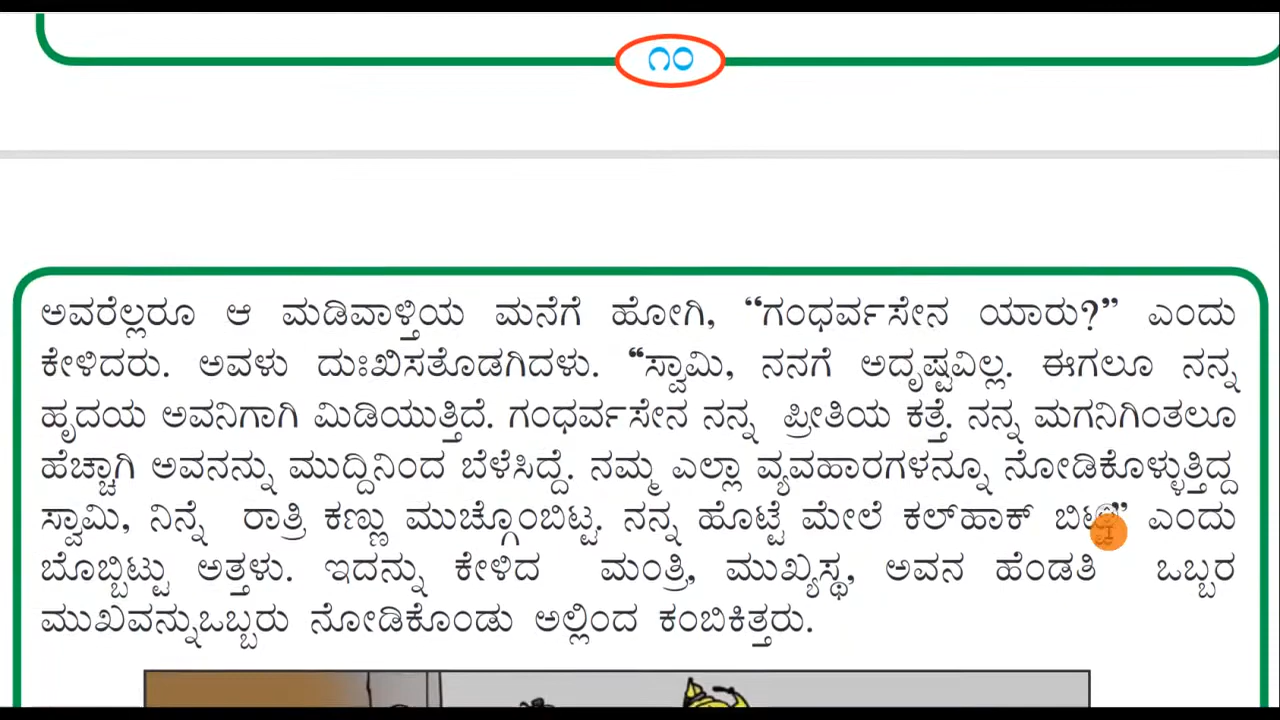 ೧೦
ಅವರೆಲ್ಲರೂ ಆ ಮಡಿವಾಳ್ತಿಯ ಮನೆಗೆ ಹೋಗಿ, “ಗಂಧರ್ವಸೇನ ಯಾರು?” ಎಂದು
ಕೇಳಿದರು. ಅವಳು ದುಃಖಿಸತೊಡಗಿದಳು. “ಸ್ವಾಮಿ, ನನಗೆ ಅದೃಷ್ಟವಿಲ್ಲ. ಈಗಲೂ ನನ್ನ
ಹೃದಯ ಅವನಿಗಾಗಿ ಮಿಡಿಯುತ್ತಿದೆ. ಗಂಧರ್ವಸೇನ ನನ್ನ ಪ್ರೀತಿಯ ಕತ್ತೆ. ನನ್ನ ಮಗನಿಗಿಂತಲೂ
ಹೆಚ್ಚಾಗಿ ಅವನನ್ನು ಮುದ್ದಿನಿಂದ ಬೆಳೆಸಿದ್ದೆ. ನಮ್ಮ ಎಲ್ಲಾ ವ್ಯವಹಾರಗಳನ್ನೂ ನೋಡಿಕೊಳ್ಳುತ್ತಿದ್ದ
ಸ್ವಾಮಿ, ನಿನ್ನೆ ರಾತ್ರಿ ಕಣ್ಣು ಮುಚ್ಗೊಂಬಿಟ್ಟ. ನನ್ನ ಹೊಟ್ಟೆ ಮೇಲೆ ಕಲ್‌ಹಾಕ್ ಎಂದು
ಬೊಬ್ಬಿಟ್ಟು ಅತ್ತಳು. ಇದನ್ನು ಕೇಳಿದ ಮಂತ್ರಿ, ಮುಖ್ಯಸ್ಥ, ಅವನ ಹೆಂಡತಿ ಒಬ್ಬರ
ಮುಖವನ್ನುಒಬ್ಬರು ನೋಡಿಕೊಂಡು ಅಲ್ಲಿಂದ ಕಂಬಿಕಿತ್ತರು.